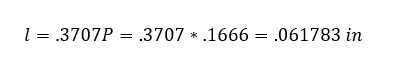 l = .3707P = .3707 * .1666 = .061783 in